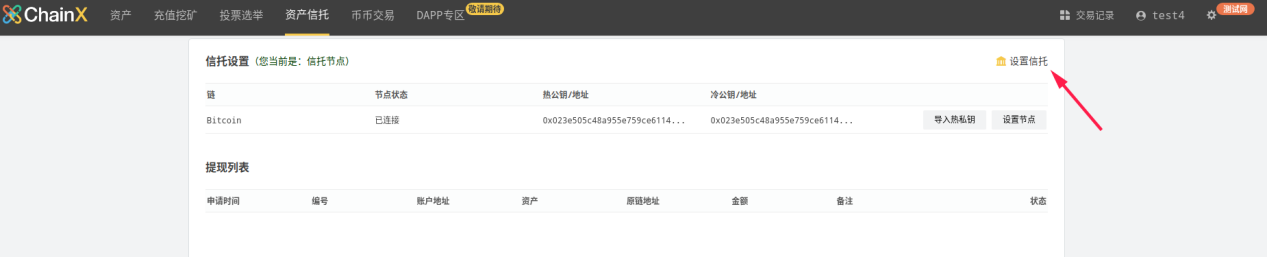 ChainX 资产 充值挖矿 投票选举 资产信托 币币交易 DAPP专区 敬请期待 交易记录 test4 测试网
信托设置（您当前是：信托节点） 设置信托
链 节点状态 热公钥/地址 冷公钥/地址
Bitcoin 已连接 0x023e505c48a955e759ce6114... 0x023e505c48a955e759ce6114... 导入热私钥 设置节点
提现列表
申请时间 编号 账户地址 资产 原链地址 金额 备注 状态